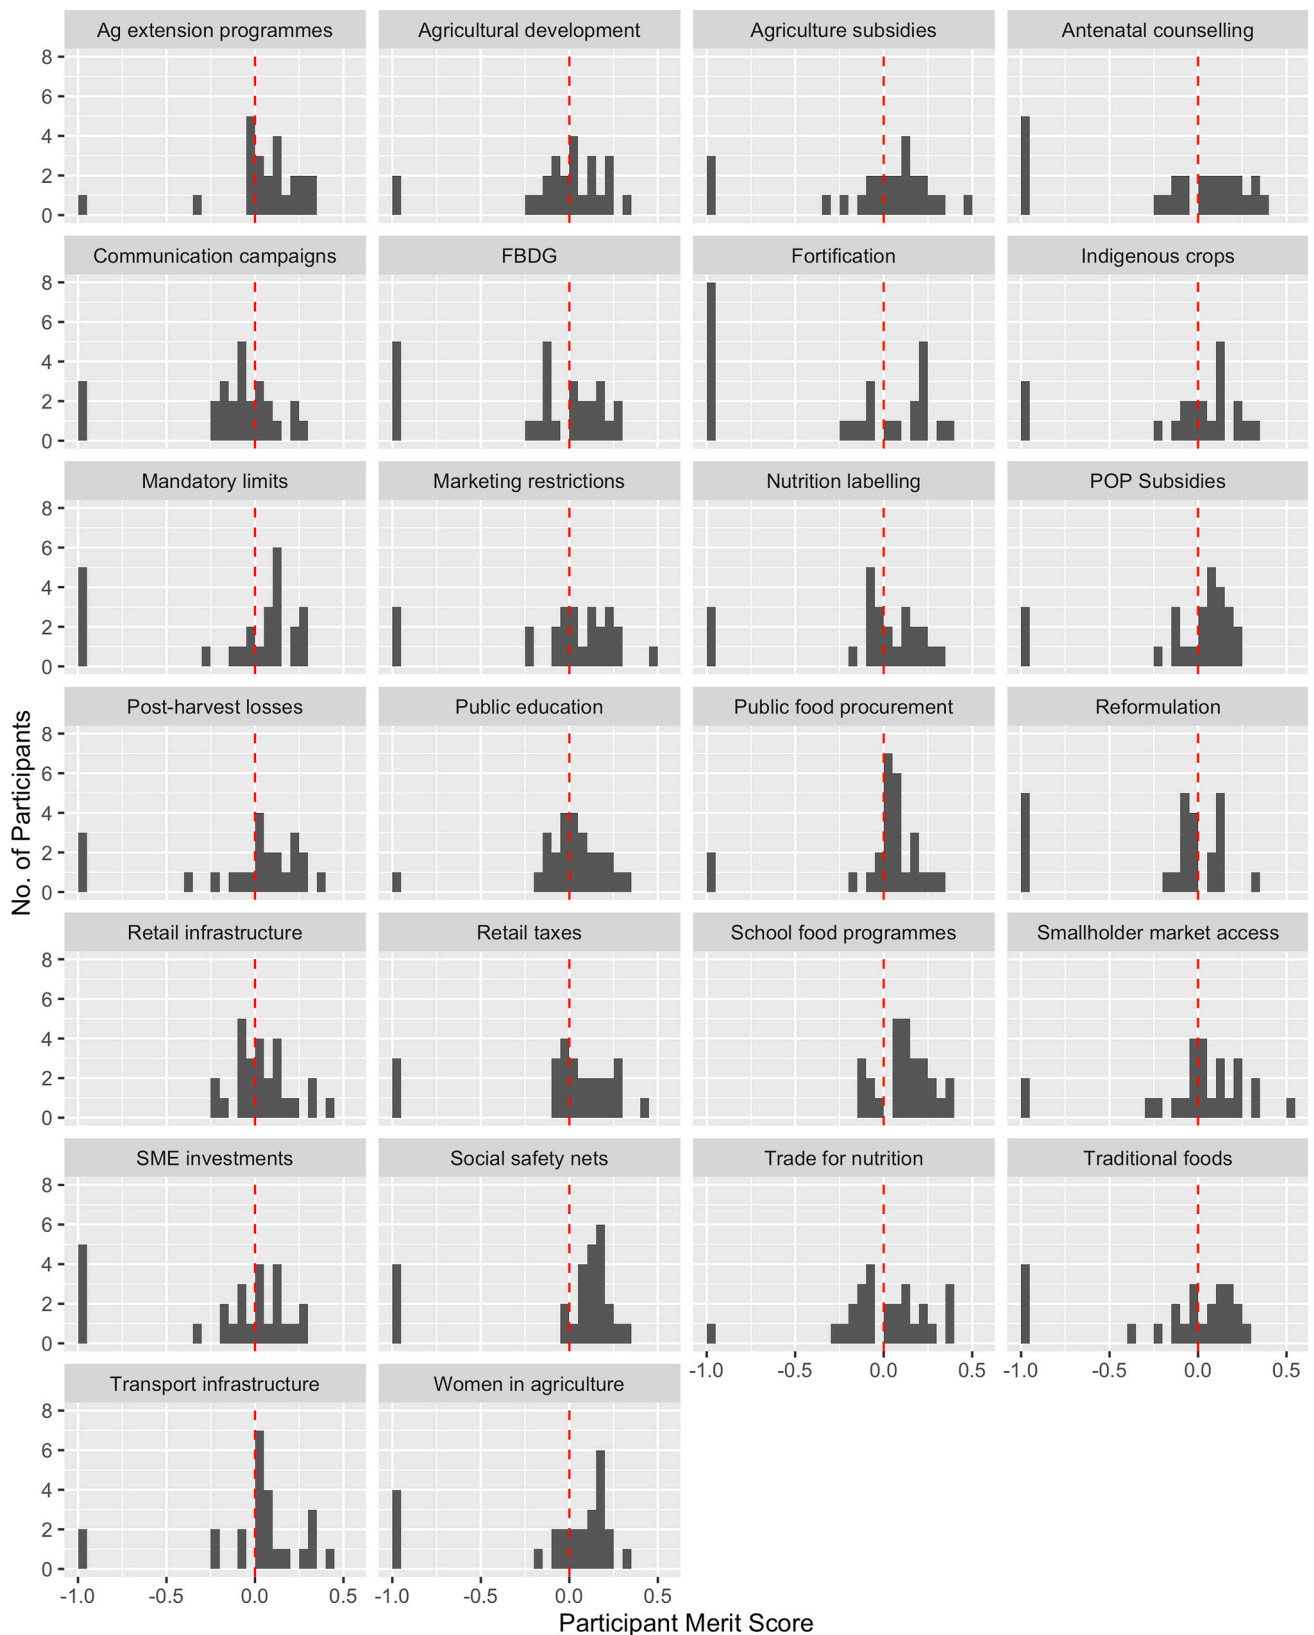 Ag extension programmes
Agricultural development
Agriculture subsidies
Antenatal counselling
8
6
4
2
0
Communication campaigns
FBDG
Fortification
Indigenous crops
8
6
4
2
0
Mandatory limits
Marketing restrictions
Nutrition labelling
POP Subsidies
8
6
4
2
0
No. of Participants
Post-harvest losses
Public education
Public food procurement
Reformulation
8
6
4
2
0
Retail infrastructure
Retail taxes
School food programmes
Smallholder market access
8
6
4
2
0
SME investments
Social safety nets
Trade for nutrition
Traditional foods
8
6
4
2
0
-1.0 -0.5 0.0 0.5
-1.0 -0.5 0.0 0.5
Transport infrastructure
Women in agriculture
8
6
4
2
0
-1.0 -0.5 0.0 0.5
-1.0 -0.5 0.0 0.5
Participant Merit Score